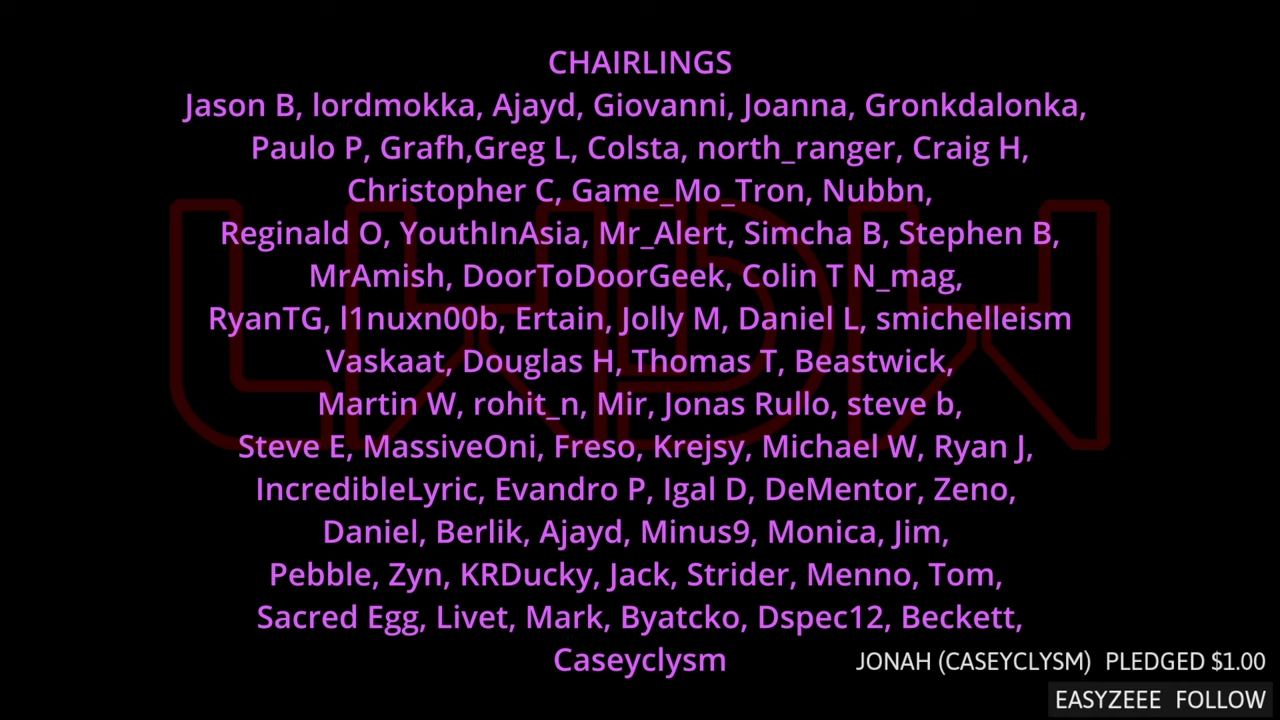 CHAIRLINGS
Jason B, lordmokka, Ajayd, Giovanni, Joanna, Gronkdalonka,
Paulo P, Grafh,Greg L, Colsta, north_ranger, Craig H,
Christopher C, Game_Mo_Tron, Nubbn,
Reginald O, YouthInAsia, Mr_Alert, Simcha B, Stephen B,
MrAmish, DoorToDoorGeek, Colin T N_mag,
RyanTG, l1nuxn00b, Ertain, Jolly M, Daniel L, smichelleism
Vaskaat, Douglas H, Thomas T, Beastwick,
Martin W, rohit_n, Mir, Jonas Rullo, steve b,
Steve E, MassiveOni, Freso, Krejsy, Michael W, Ryan J,
IncredibleLyric, Evandro P, Igal D, DeMentor, Zeno,
Daniel, Berlik, Ajayd, Minus9, Monica, Jim,
Pebble, Zyn, KRDucky, Jack, Strider, Menno, Tom,
Sacred Egg, Livet, Mark, Byatcko, Dspec12, Beckett,
Caseyclysm
JONAH (CASEYCLYSM) PLEDGED $1.00
EASYZEEE FOLLOW